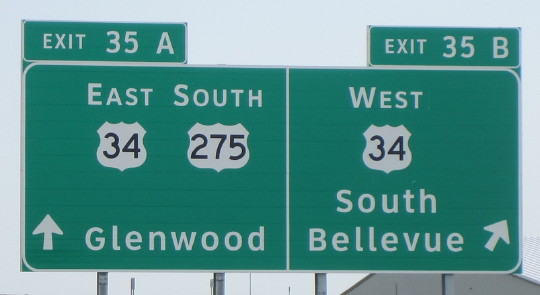 EXIT 35 A
EAST SOUTH
34 275
Glenwood
EXIT 35 B
WEST
34
South
Bellevue